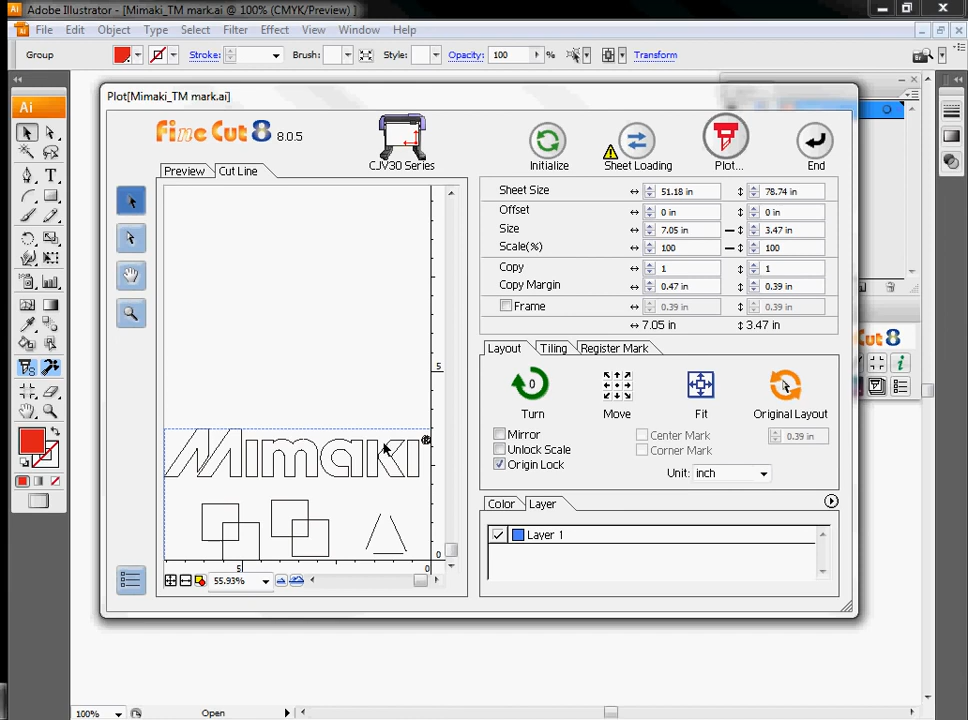 Adobe Illustrator - [Mimaki_TM mark.ai @ 100% (CMYK/Preview) ]
File Edit Object Type Select Filter Effect View Window Help
Group Stroke: Brush: Style: Opacity: 100 Transform
Ai
Plot[Mimaki_TM mark.ai]
Fine Cut 8 8.0.5
CJV30 Series
Initialize Sheet Loading Plot... End
Preview Cut Line
Sheet Size 51.18 in 78.74 in
Offset 0 in 0 in
Size 7.05 in 3.47 in
Scale(%) 100 100
Copy 1 1
Copy Margin 0.47 in 0.39 in
Frame 0.39 in 0.39 in
7.05 in 3.47 in
Layout Tiling Register Mark
Turn Move Fit Original Layout
Mirror Center Mark 0.39 in
Unlock Scale Corner Mark
Origin Lock Unit: inch
Color Layer
Layer 1
5
Mimaki
0
5 0
55.93%
Cut 8
100% Open